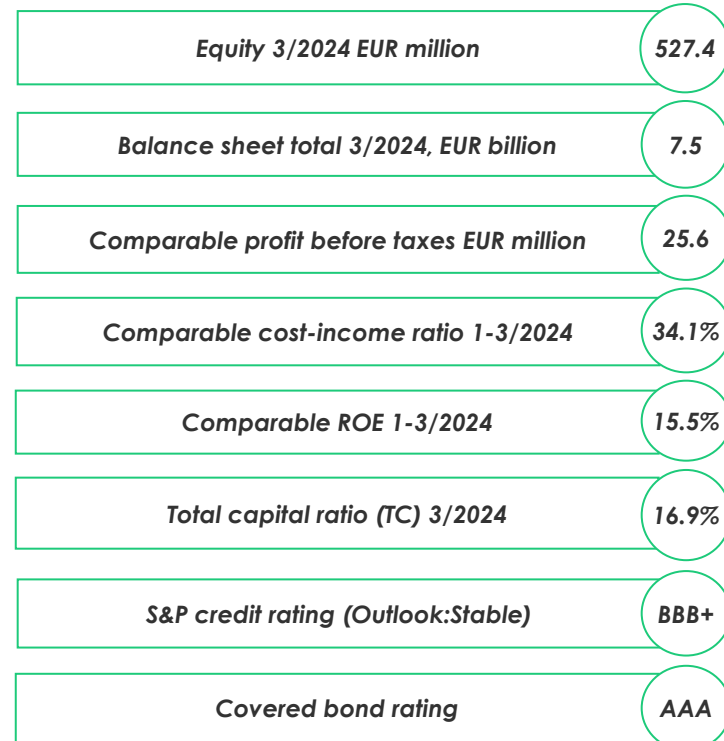 Equity 3/2024 EUR million 527.4
Balance sheet total 3/2024, EUR billion 7.5
Comparable profit before taxes EUR million 25.6
Comparable cost-income ratio 1-3/2024 34.1%
Comparable ROE 1-3/2024 15.5%
Total capital ratio (TC) 3/2024 16.9%
S&P credit rating (Outlook:Stable) BBB+
Covered bond rating AAA